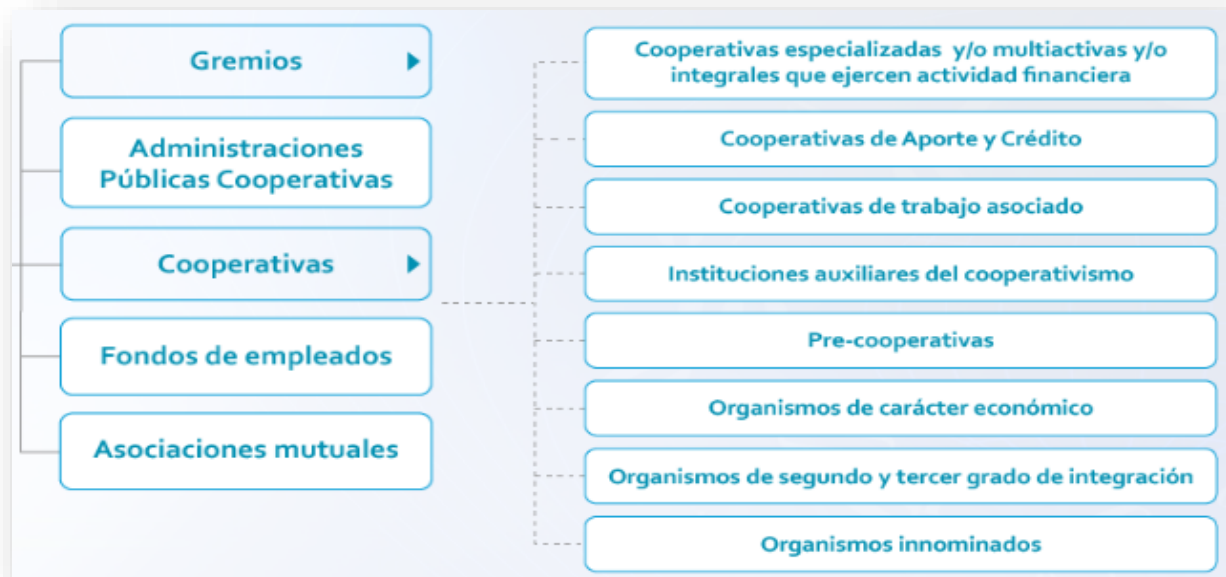 Gremios
Administraciones
Públicas Cooperativas
Cooperativas
Fondos de empleados
Asociaciones mutuales
Cooperativas especializadas y/o multiactivas y/o
integrales que ejercen actividad financiera
Cooperativas de Aporte y Crédito
Cooperativas de trabajo asociado
Instituciones auxiliares del cooperativismo
Pre-cooperativas
Organismos de carácter económico
Organismos de segundo y tercer grado de integración
Organismos innominados